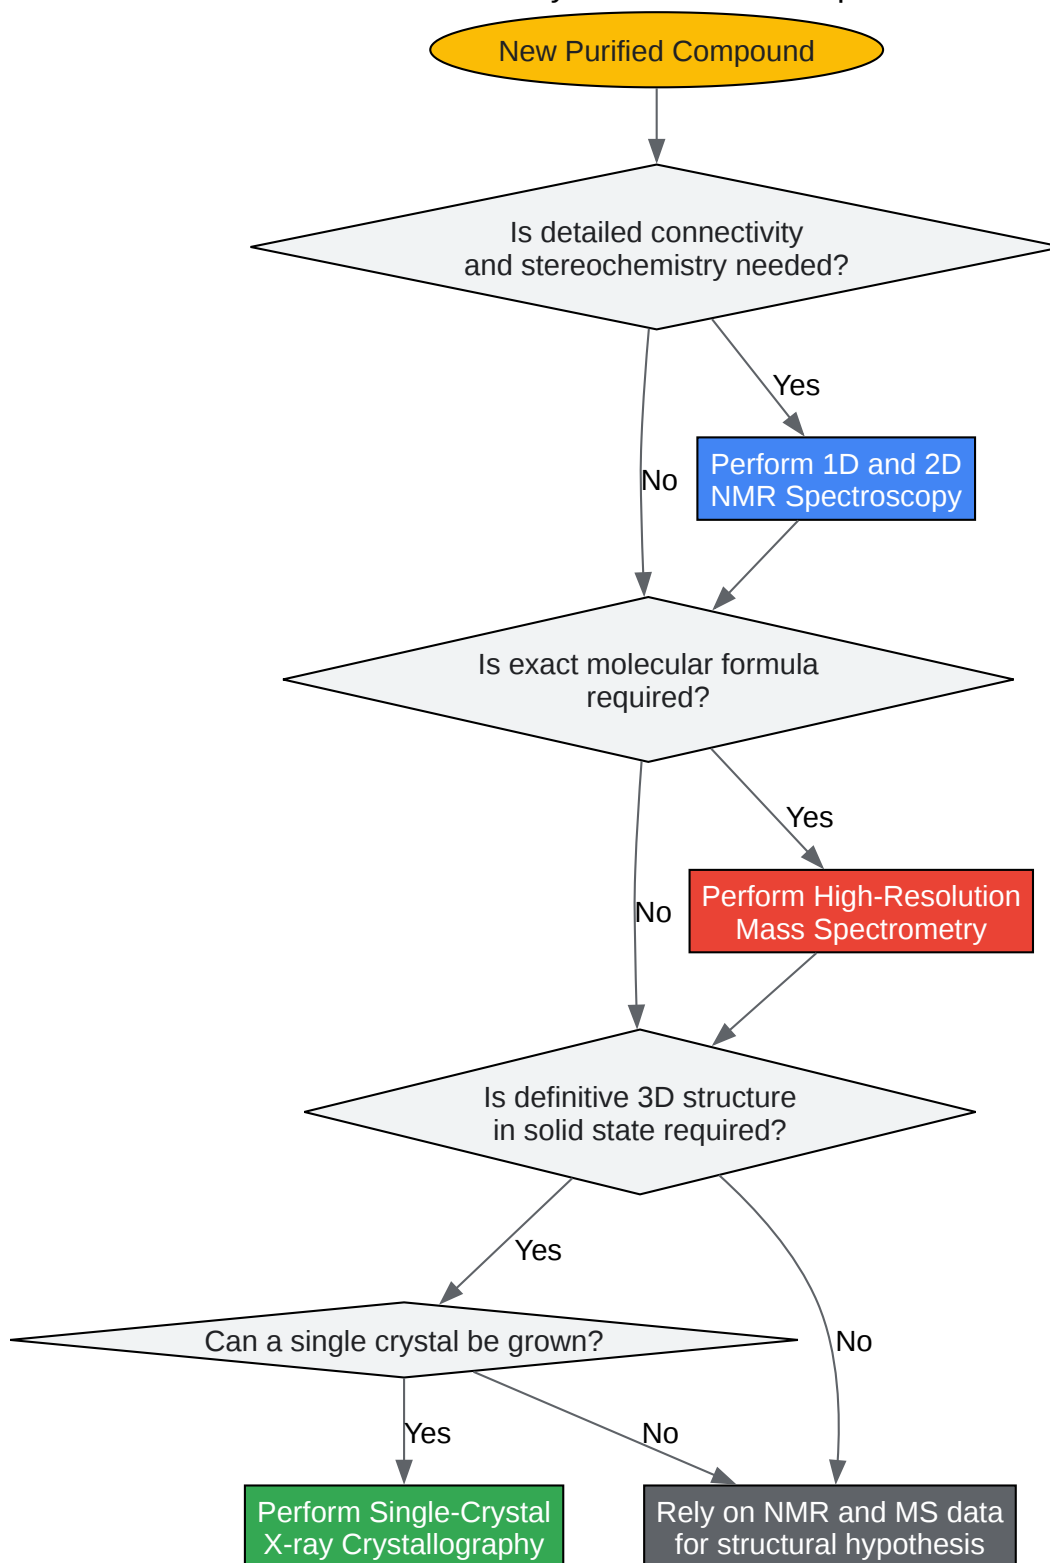 New Purified Compound
Is detailed connectivity
and stereochemistry needed?
Yes
No
Perform 1D and 2D
NMR Spectroscopy
Is exact molecular formula
required?
Yes
No
Perform High-Resolution
Mass Spectrometry
Is definitive 3D structure
in solid state required?
Yes
No
Can a single crystal be grown?
Yes
No
Perform Single-Crystal
X-ray Crystallography
Rely on NMR and MS data
for structural hypothesis